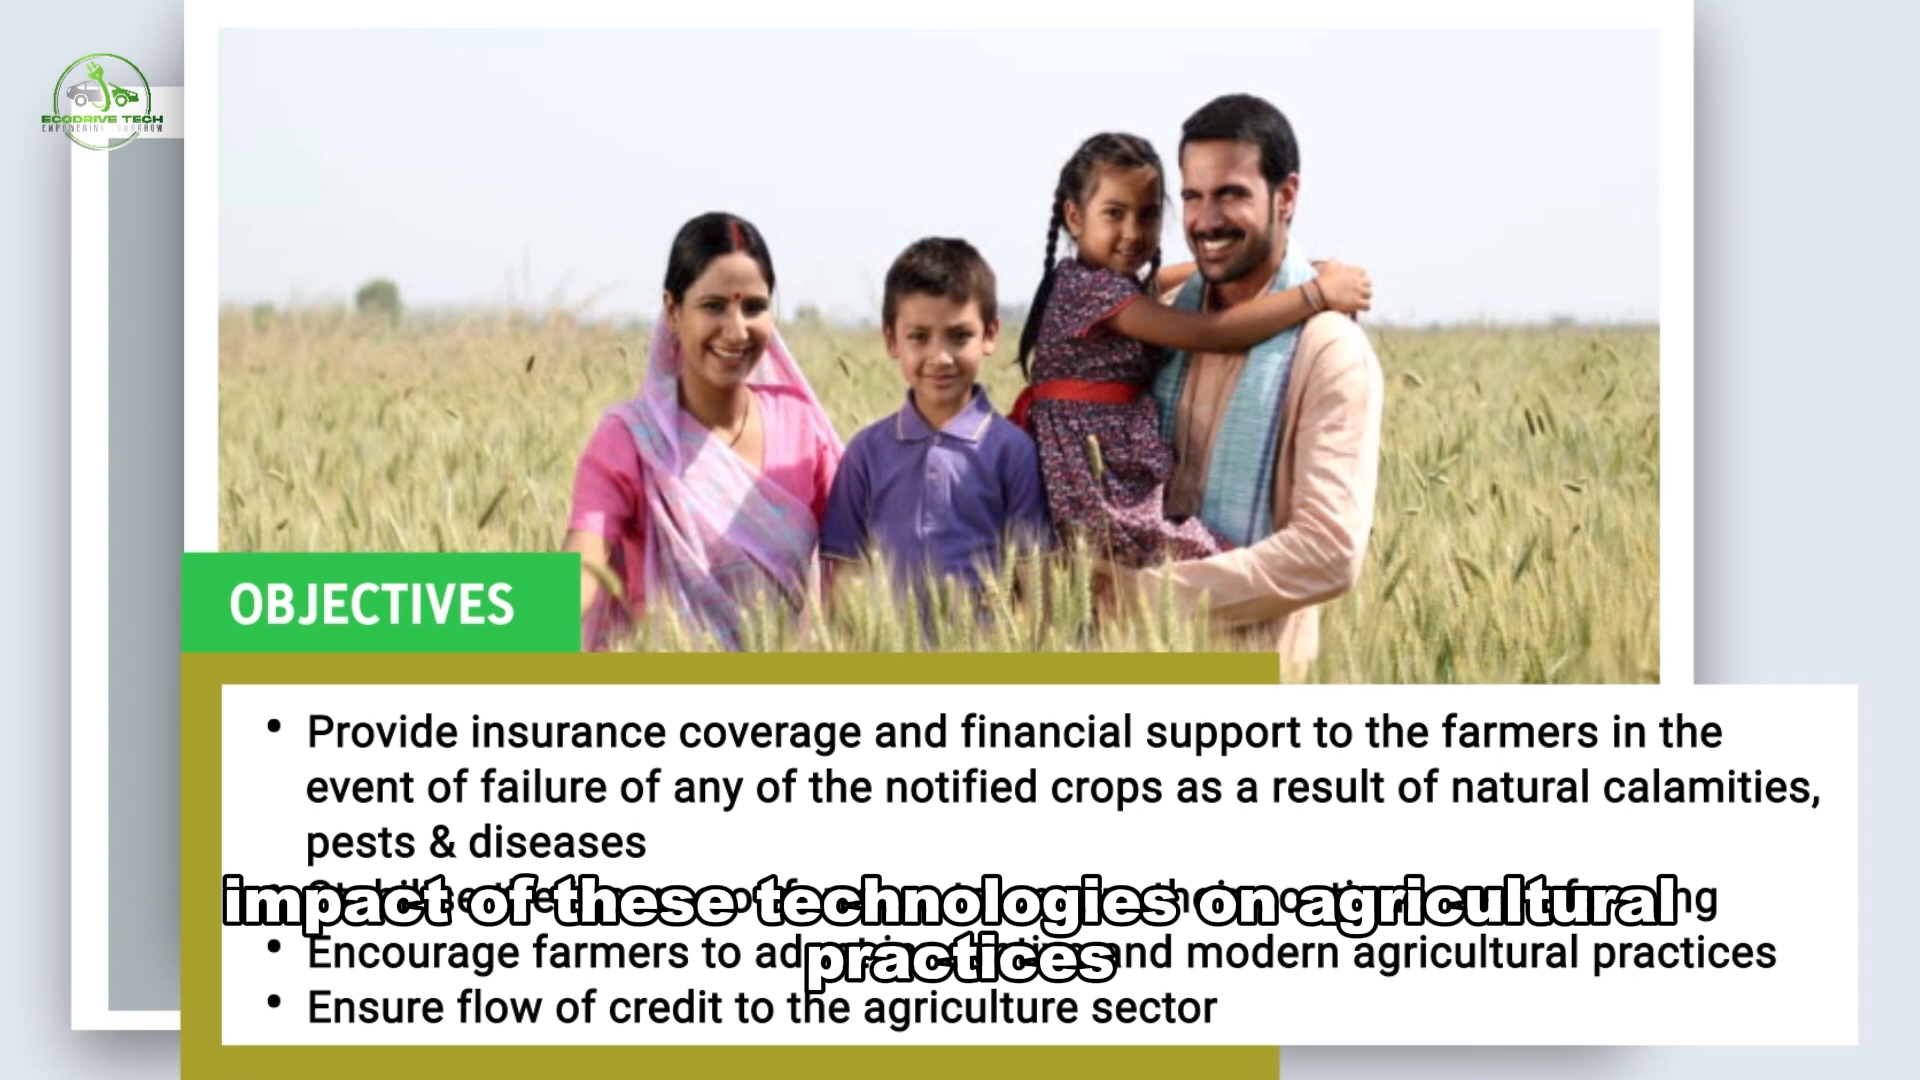 ECODRIVE TECH
EMPOWERING TOMORROW
OBJECTIVES
• Provide insurance coverage and financial support to the farmers in the
event of failure of any of the notified crops as a result of natural calamities,
pests & diseases
impact of these technologies on agricultural
• Encourage farmers to and modern agricultural practices
practices
• Ensure flow of credit to the agriculture sector